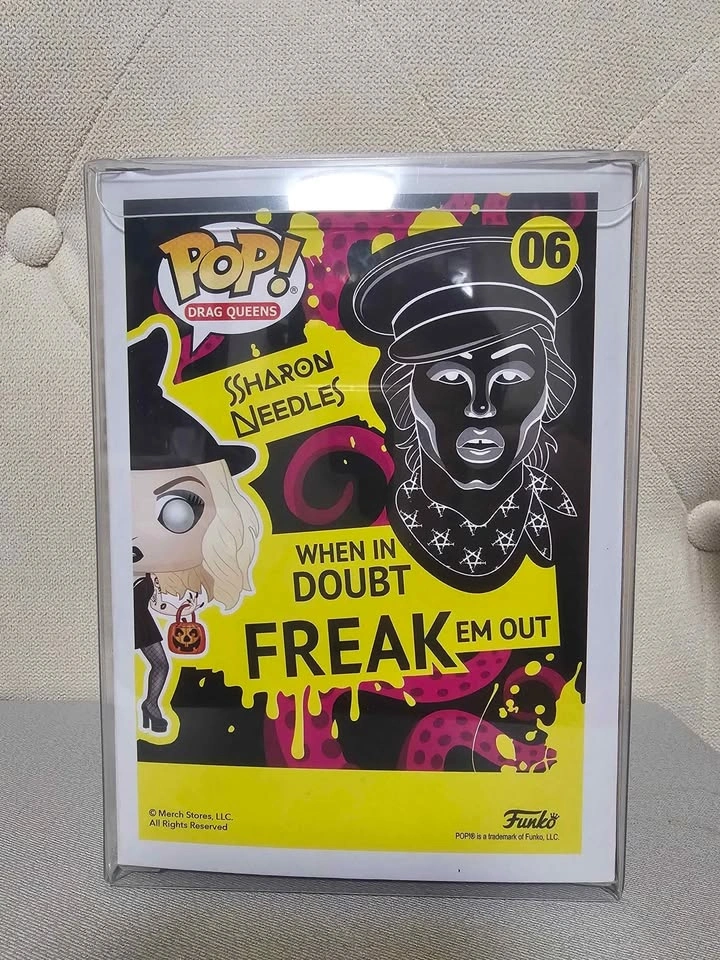 POP!®
DRAG QUEENS
06
SHARON
NEEDLES
WHEN IN
DOUBT
FREAK EM OUT
© Merch Stores, LLC.
All Rights Reserved
Funko
POP!® is a trademark of Funko, LLC.